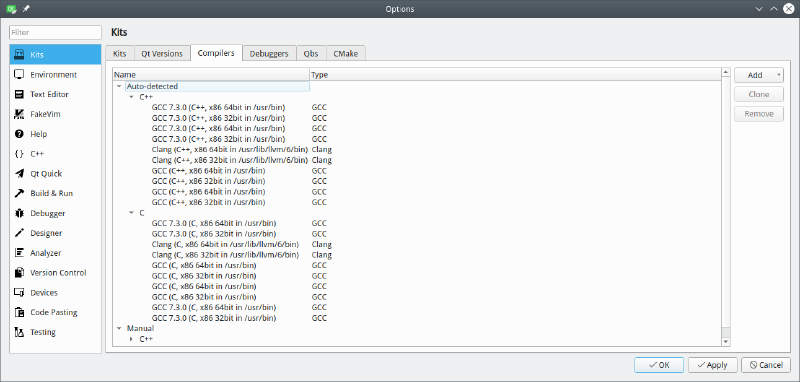 Options
Filter
Kits
Kits
Environment
Text Editor
FakeVim
Help
C++
Qt Quick
Build & Run
Debugger
Designer
Analyzer
Version Control
Devices
Code Pasting
Testing
Kits Qt Versions Compilers Debuggers Qbs CMake
Name Type
Auto-detected
C++
GCC 7.3.0 (C++, x86 64bit in /usr/bin) GCC
GCC 7.3.0 (C++, x86 32bit in /usr/bin) GCC
GCC 7.3.0 (C++, x86 64bit in /usr/bin) GCC
GCC 7.3.0 (C++, x86 32bit in /usr/bin) GCC
Clang (C++, x86 64bit in /usr/lib/llvm/6/bin) Clang
Clang (C++, x86 32bit in /usr/lib/llvm/6/bin) Clang
GCC (C++, x86 64bit in /usr/bin) GCC
GCC (C++, x86 32bit in /usr/bin) GCC
GCC (C++, x86 64bit in /usr/bin) GCC
GCC (C++, x86 32bit in /usr/bin) GCC
C
GCC 7.3.0 (C, x86 64bit in /usr/bin) GCC
GCC 7.3.0 (C, x86 32bit in /usr/bin) GCC
Clang (C, x86 64bit in /usr/lib/llvm/6/bin) Clang
Clang (C, x86 32bit in /usr/lib/llvm/6/bin) Clang
GCC (C, x86 64bit in /usr/bin) GCC
GCC (C, x86 32bit in /usr/bin) GCC
GCC (C, x86 64bit in /usr/bin) GCC
GCC (C, x86 32bit in /usr/bin) GCC
GCC 7.3.0 (C, x86 64bit in /usr/bin) GCC
GCC 7.3.0 (C, x86 32bit in /usr/bin) GCC
Manual
C++
Add
Clone
Remove
OK Apply Cancel